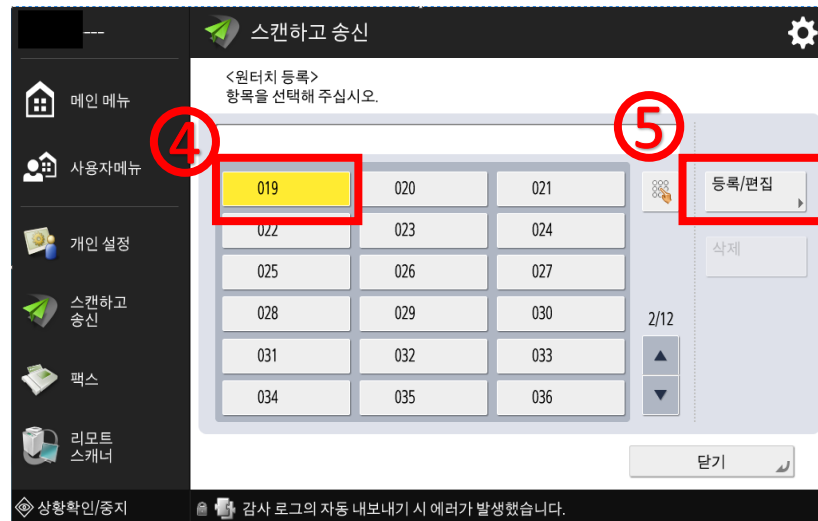 ---
스캔하고 송신
<원터치 등록>
항목을 선택해 주십시오.
메인 메뉴
④
⑤
사용자메뉴
019
020
021
등록/편집
022
023
024
개인 설정
삭제
025
026
027
스캔하고
송신
028
029
030
2/12
031
032
033
팩스
034
035
036
리모트
스캐너
닫기
상황확인/중지
감사 로그의 자동 내보내기 시 에러가 발생했습니다.